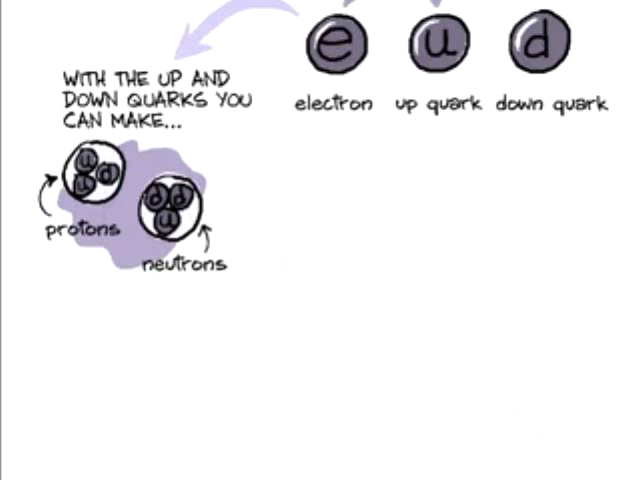 e u d
electron up quark down quark
WITH THE UP AND
DOWN QUARKS YOU
CAN MAKE...
u
d
u
protons
d d
u
neutrons